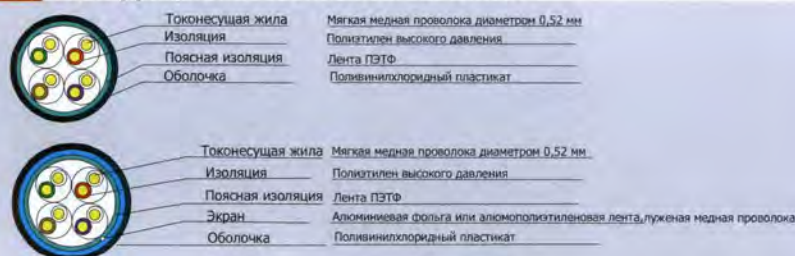 Токонесущая жила Мягкая медная проволока диаметром 0,52 мм
Изоляция Полиэтилен высокого давления
Поясная изоляция Лента ПЭТФ
Оболочка Поливинилхлоридный пластикат
Токонесущая жила Мягкая медная проволока диаметром 0,52 мм
Изоляция Полиэтилен высокого давления
Поясная изоляция Лента ПЭТФ
Экран Алюминиевая фольга или алюмополиэтиленовая лента,луженая медная проволока
Оболочка Поливинилхлоридный пластикат